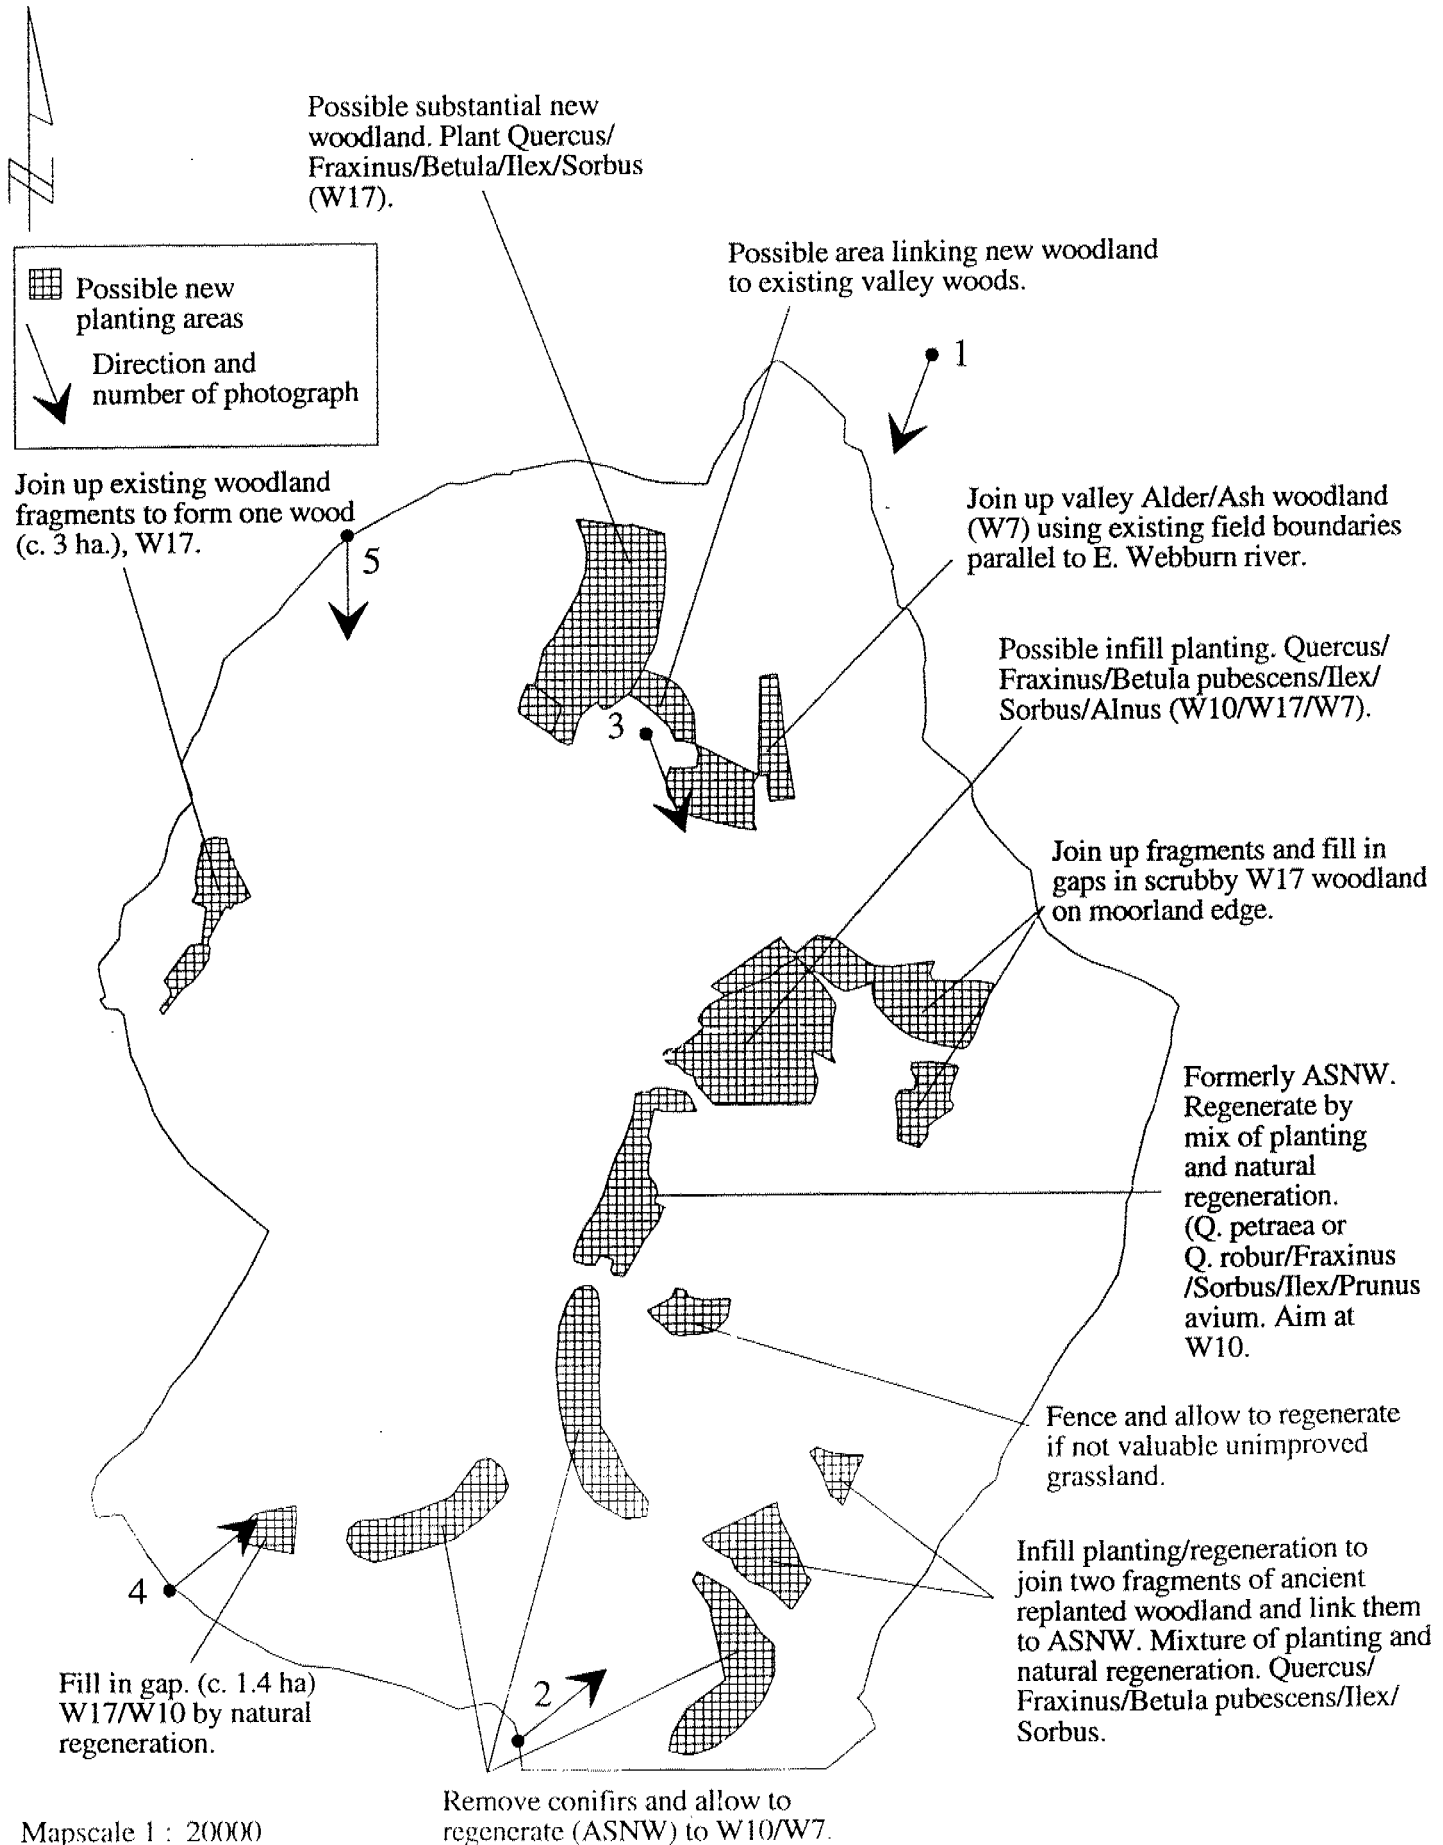 Possible substantial new
woodland. Plant Quercus/
Fraxinus/Betula/Ilex/Sorbus
(W17).
Possible area linking new woodland
to existing valley woods.
N
Possible new
planting areas
Direction and
number of photograph
1
Join up existing woodland
fragments to form one wood
(c. 3 ha.), W17.
5
Join up valley Alder/Ash woodland
(W7) using existing field boundaries
parallel to E. Webburn river.
Possible infill planting. Quercus/
Fraxinus/Betula pubescens/Ilex/
Sorbus/Alnus (W10/W17/W7).
3
Join up fragments and fill in
gaps in scrubby W17 woodland
on moorland edge.
Formerly ASNW.
Regenerate by
mix of planting
and natural
regeneration.
(Q. petraea or
Q. robur/Fraxinus
/Sorbus/Ilex/Prunus
avium. Aim at
W10.
Fence and allow to regenerate
if not valuable unimproved
grassland.
Infill planting/regeneration to
join two fragments of ancient
replanted woodland and link them
to ASNW. Mixture of planting and
natural regeneration. Quercus/
Fraxinus/Betula pubescens/Ilex/
Sorbus.
4
Fill in gap. (c. 1.4 ha)
W17/W10 by natural
regeneration.
2
Remove conifirs and allow to
regenerate (ASNW) to W10/W7.
Mapscale 1 : 20000